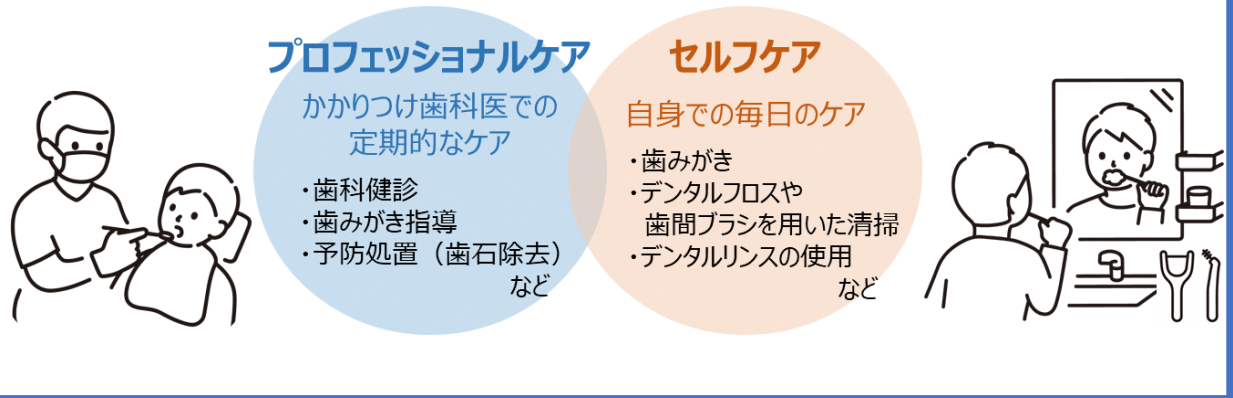 プロフェッショナルケア
かかりつけ歯科医での
定期的なケア
・歯科健診
・歯みがき指導
・予防処置（歯石除去）
など
セルフケア
自身での毎日のケア
・歯みがき
・デンタルフロスや
歯間ブラシを用いた清掃
・デンタルリンスの使用
など